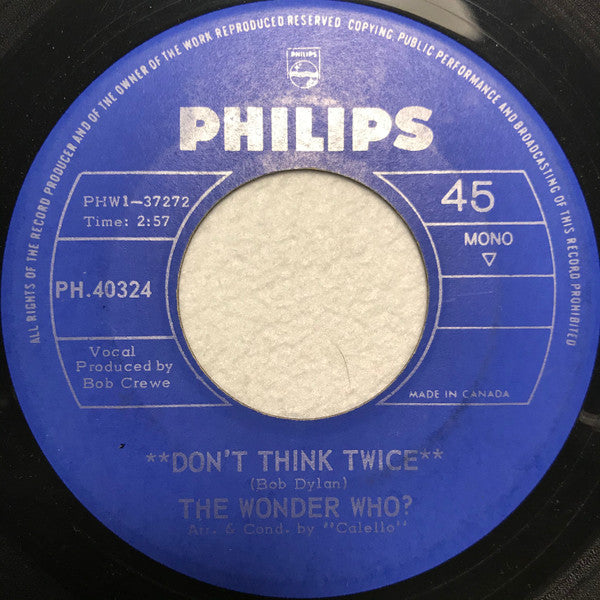 ALL RIGHTS OF THE RECORD PRODUCER AND OF THE OWNER OF THE WORK REPRODUCED RESERVED COPYING, PUBLIC PERFORMANCE AND BROADCASTING OF THIS RECORD PROHIBITED
PHILIPS
PHILIPS
PHW1-37272
Time: 2:57
45
MONO
PH.40324
Vocal
Produced by
Bob Crewe
MADE IN CANADA
**DON'T THINK TWICE**
(Bob Dylan)
THE WONDER WHO?
Arr. & Cond. by "Calello"